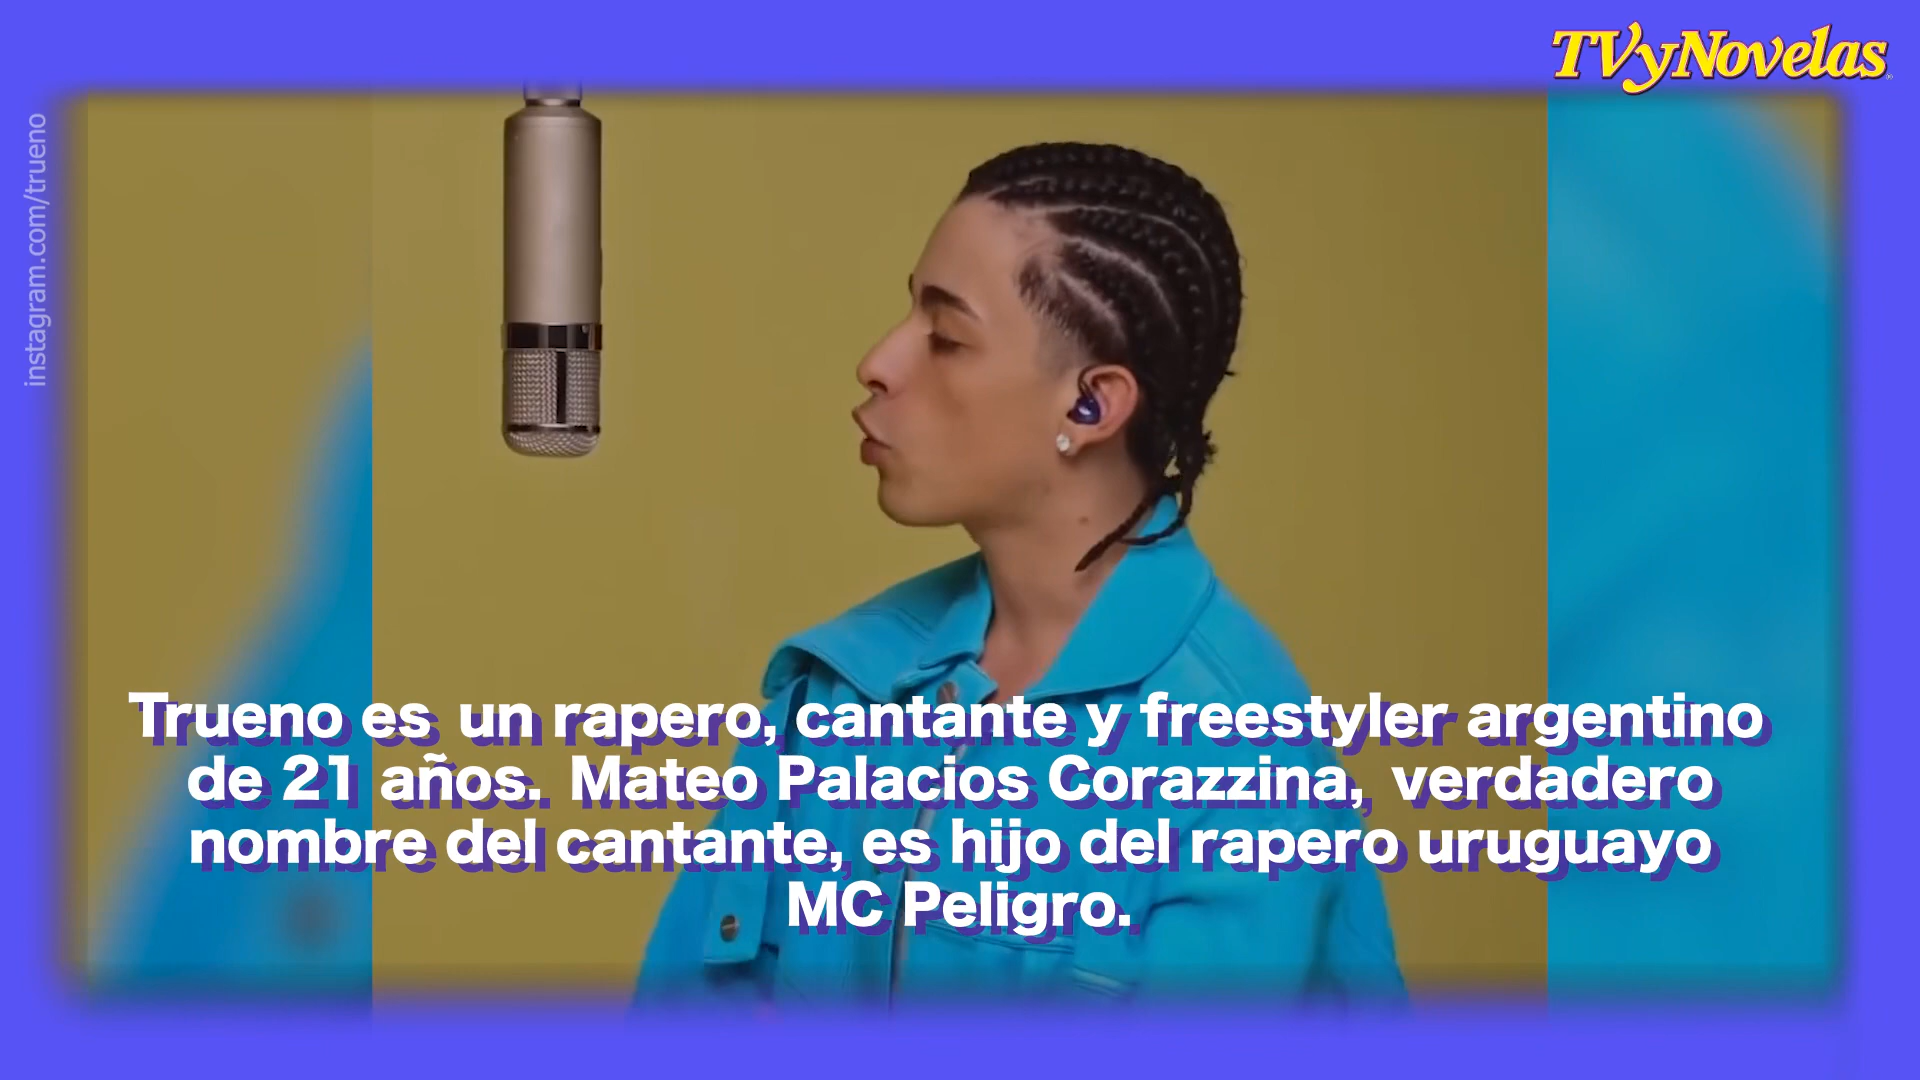 TVyNovelas
instagram.com/trueno
Trueno es un rapero, cantante y freestyler argentino
de 21 años. Mateo Palacios Corazzina, verdadero
nombre del cantante, es hijo del rapero uruguayo
MC Peligro.